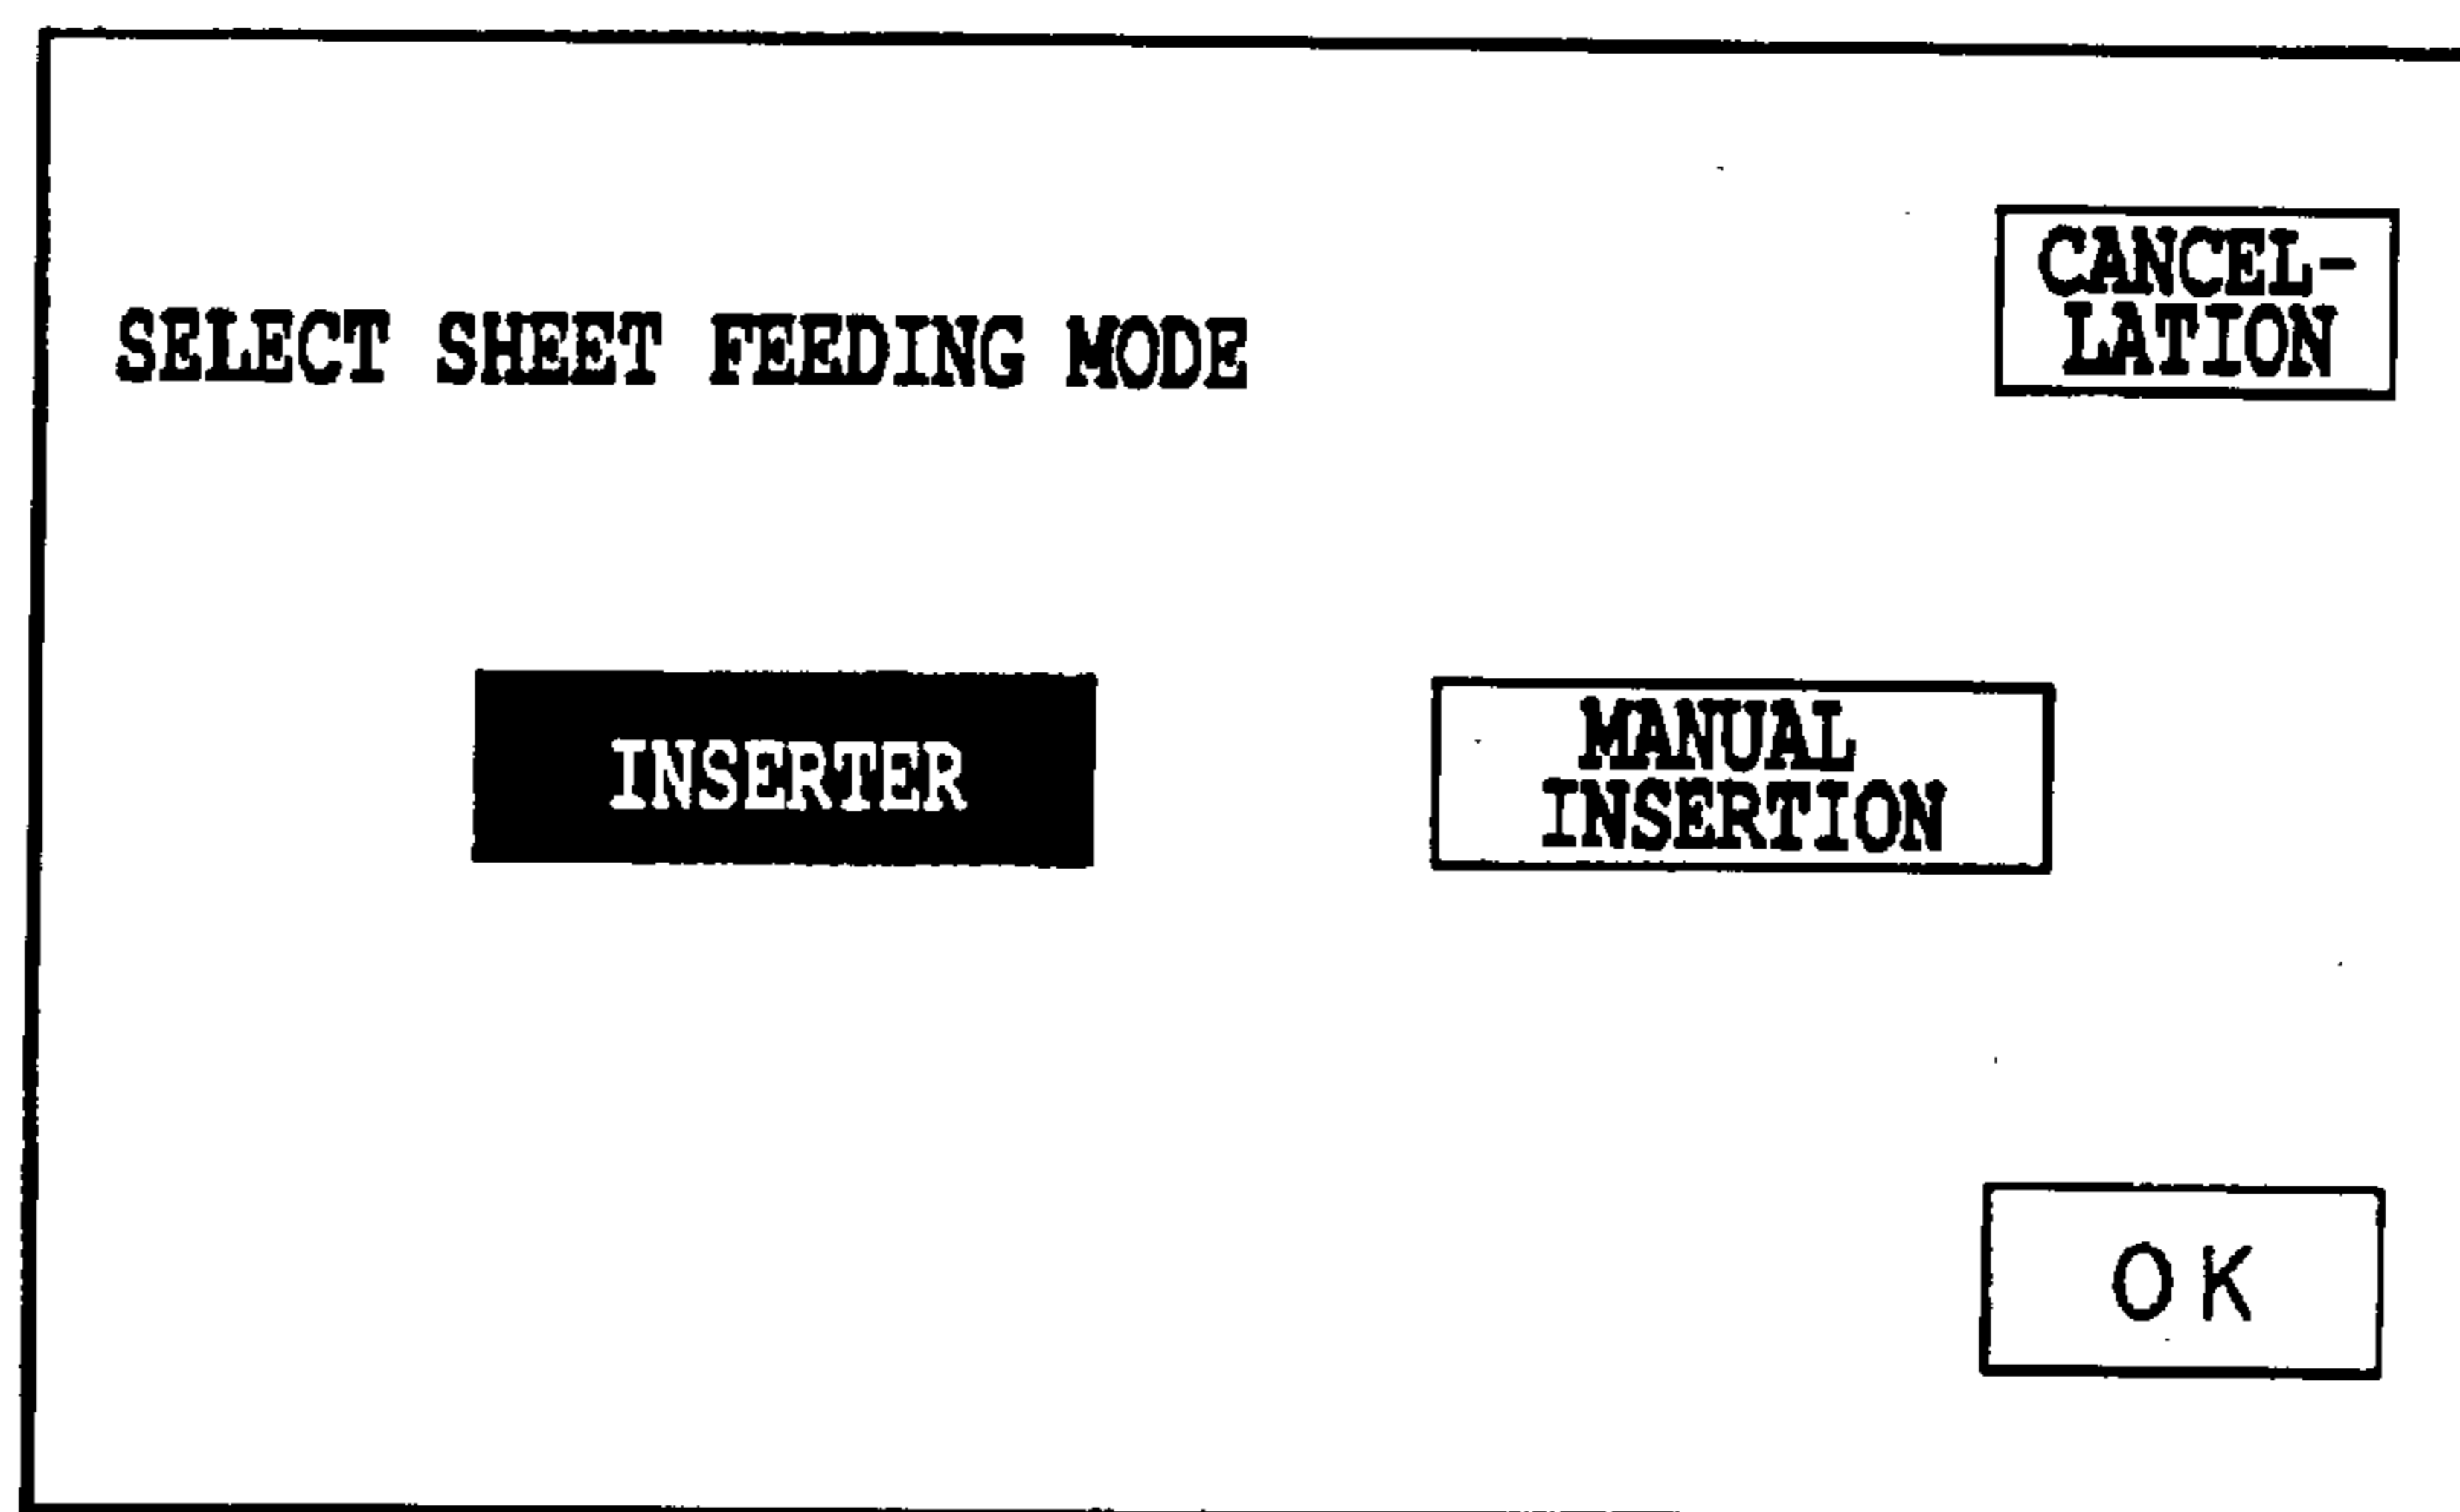 CANCEL-
LATION
SELECT SHEET FEEDING MODE
INSERTER
MANUAL
INSERTION
OK